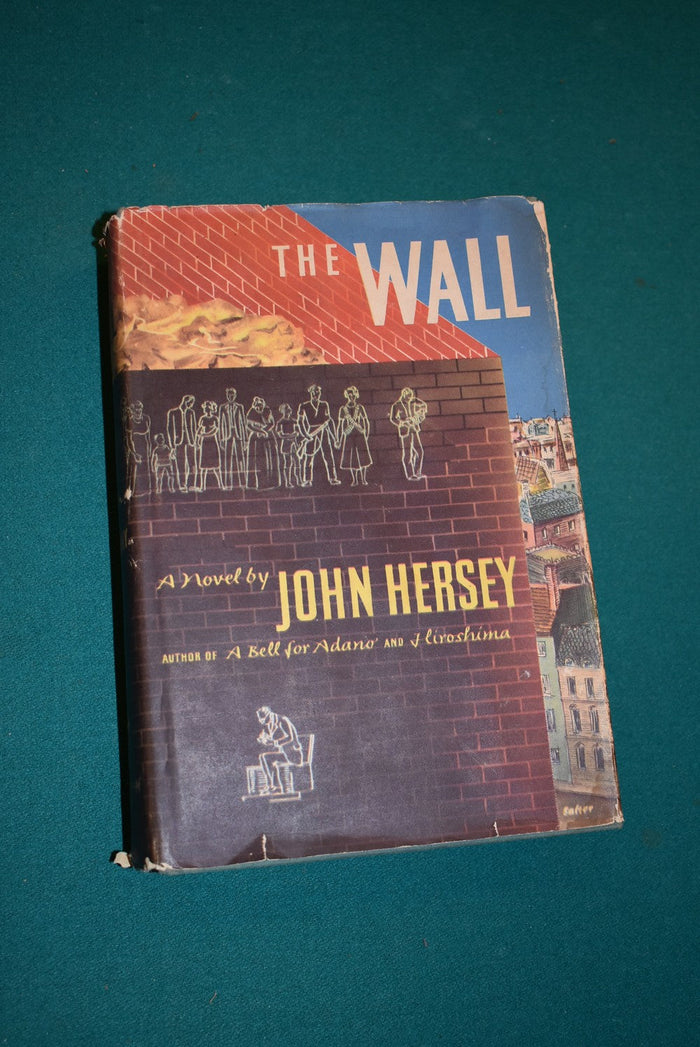 THE WALL
A Novel by JOHN HERSEY
AUTHOR OF A Bell for Adano AND Hiroshima
Salter